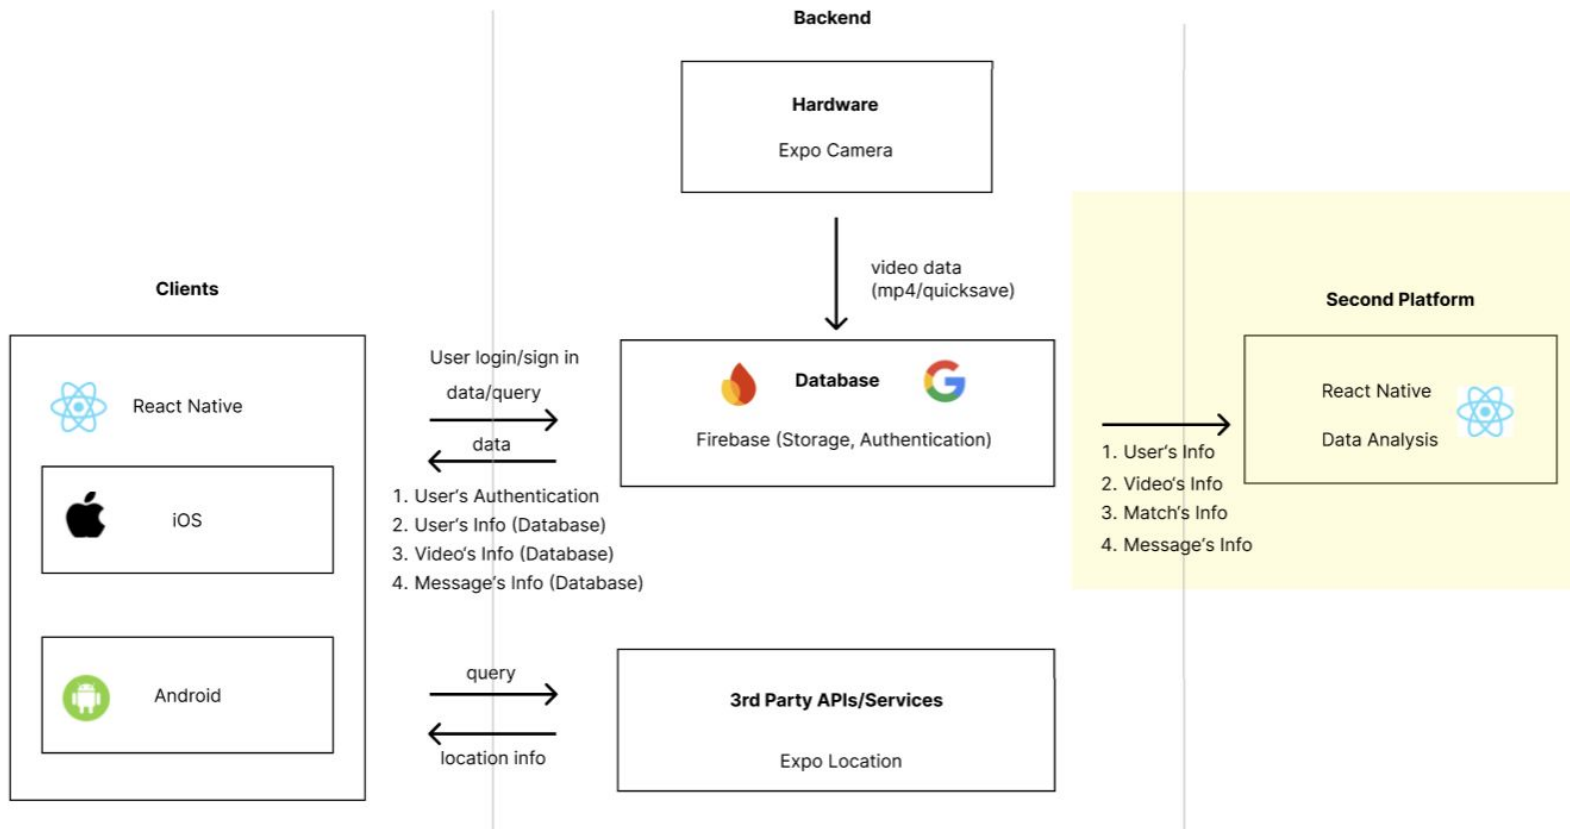 Backend
Hardware
Expo Camera
video data
(mp4/quicksave)
Clients
React Native
iOS
Android
User login/sign in
data/query
data
1. User's Authentication
2. User's Info (Database)
3. Video's Info (Database)
4. Message's Info (Database)
Database
Firebase (Storage, Authentication)
query
location info
3rd Party APIs/Services
Expo Location
Second Platform
React Native
Data Analysis
1. User's Info
2. Video's Info
3. Match's Info
4. Message's Info